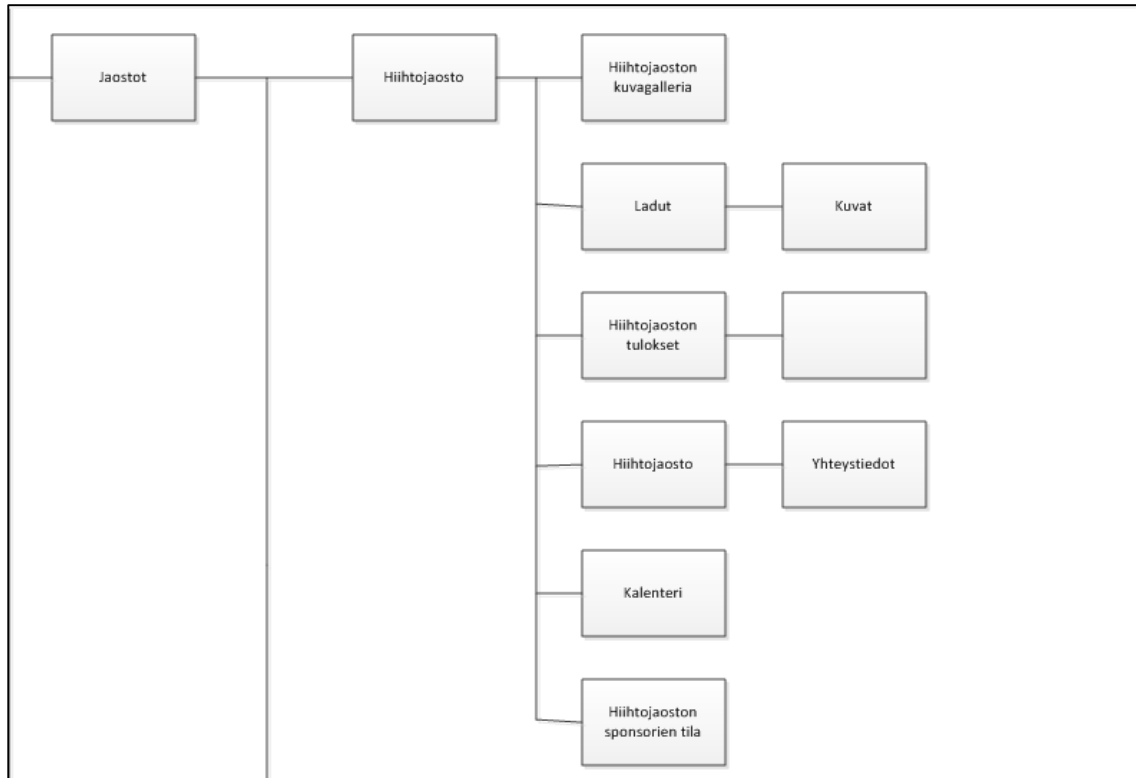 Jaostot
Hiihtojaosto
Hiihtojaoston
kuvagalleria
Ladut
Kuvat
Hiihtojaoston
tulokset
Hiihtojaosto
Yhteystiedot
Kalenteri
Hiihtojaoston
sponsorien tila